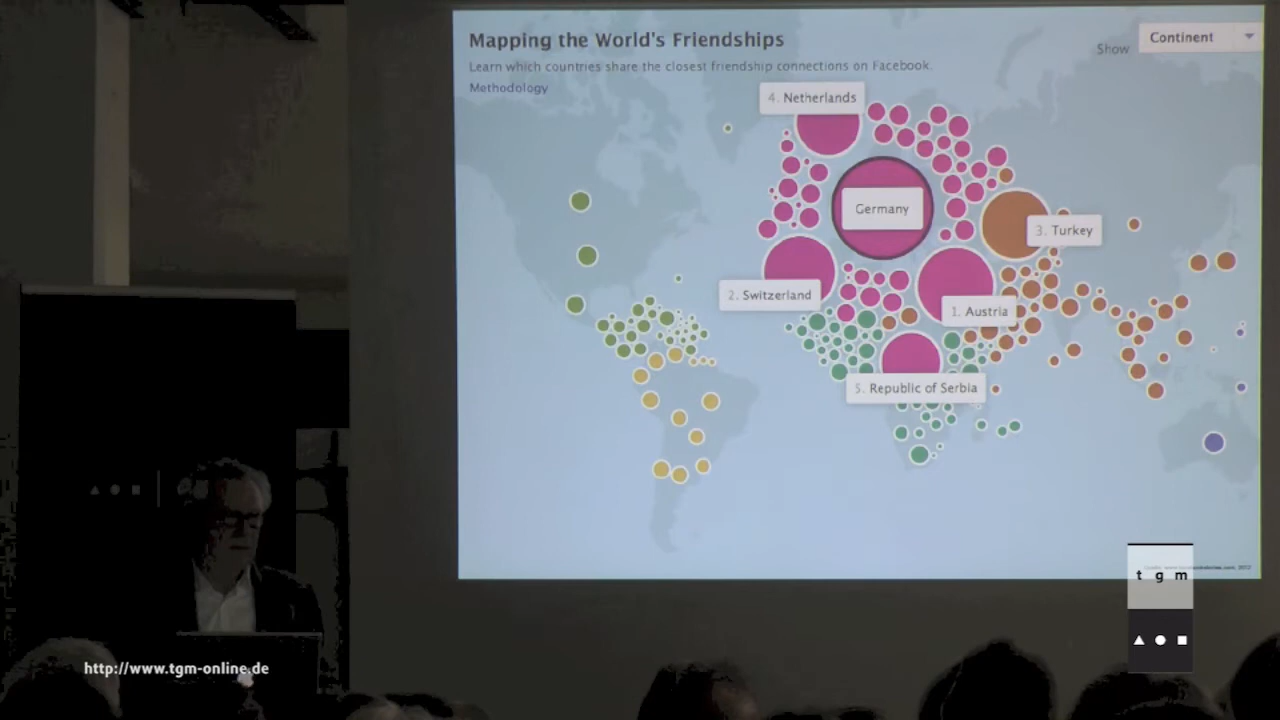 Mapping the World's Friendships
Show
Continent
Learn which countries share the closest friendship connections on Facebook.
Methodology
4. Netherlands
Germany
3. Turkey
2. Switzerland
1. Austria
5. Republic of Serbia
t g m
http://www.tgm-online.de